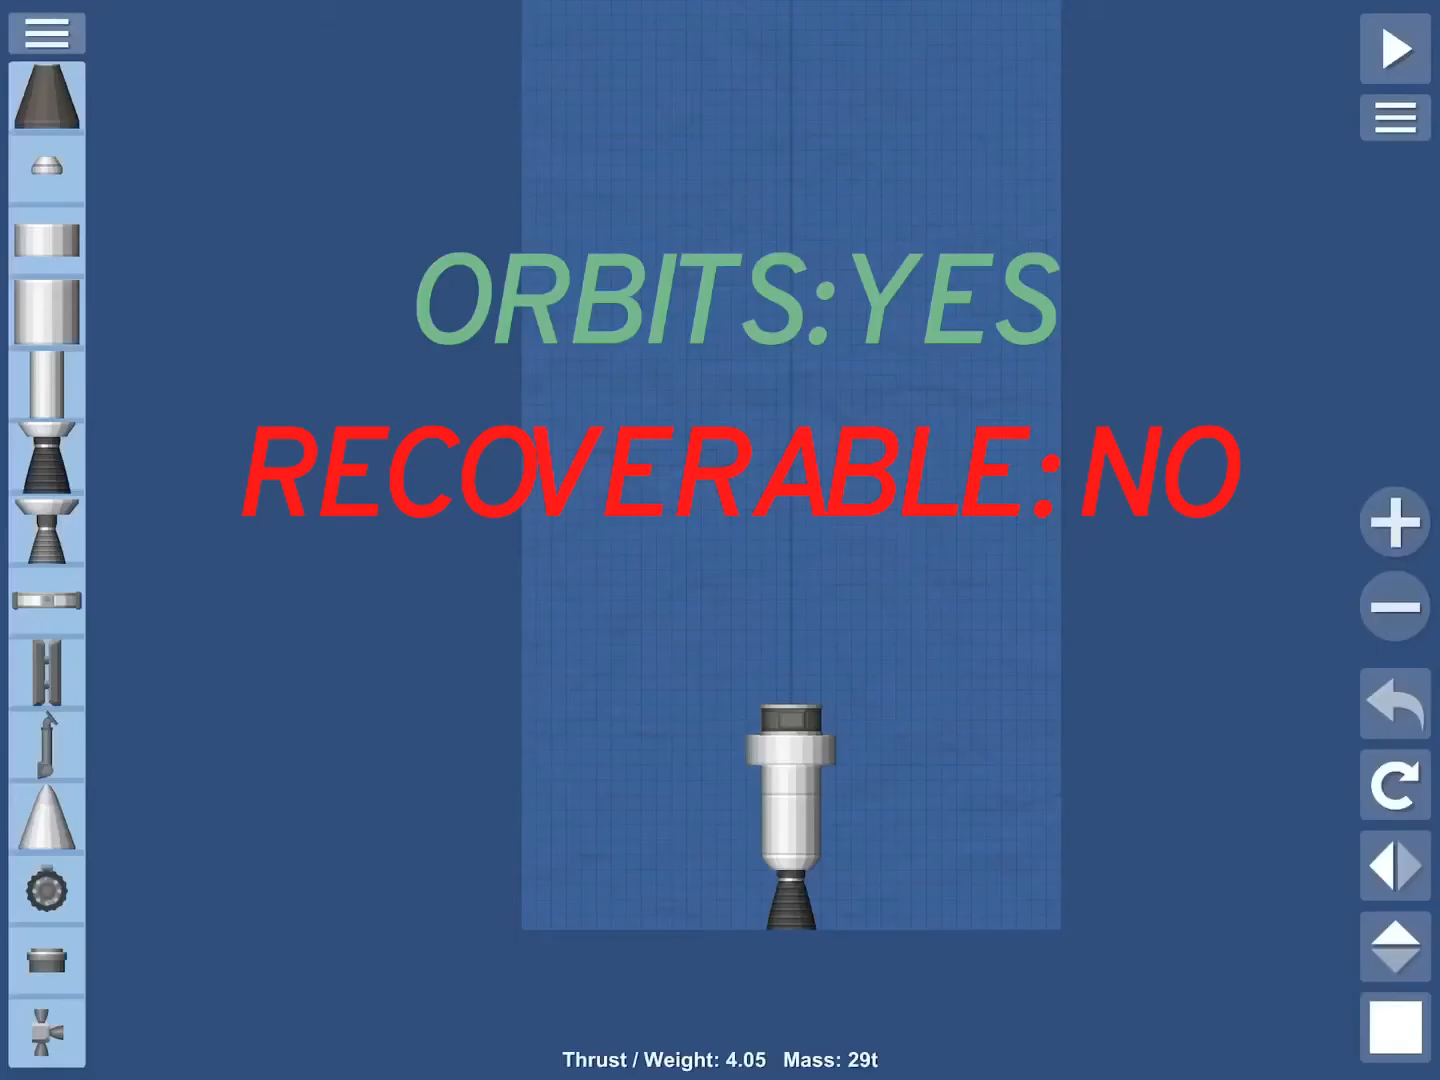 ORBITS:YES
RECOVERABLE:NO
Thrust / Weight: 4.05 Mass: 29t